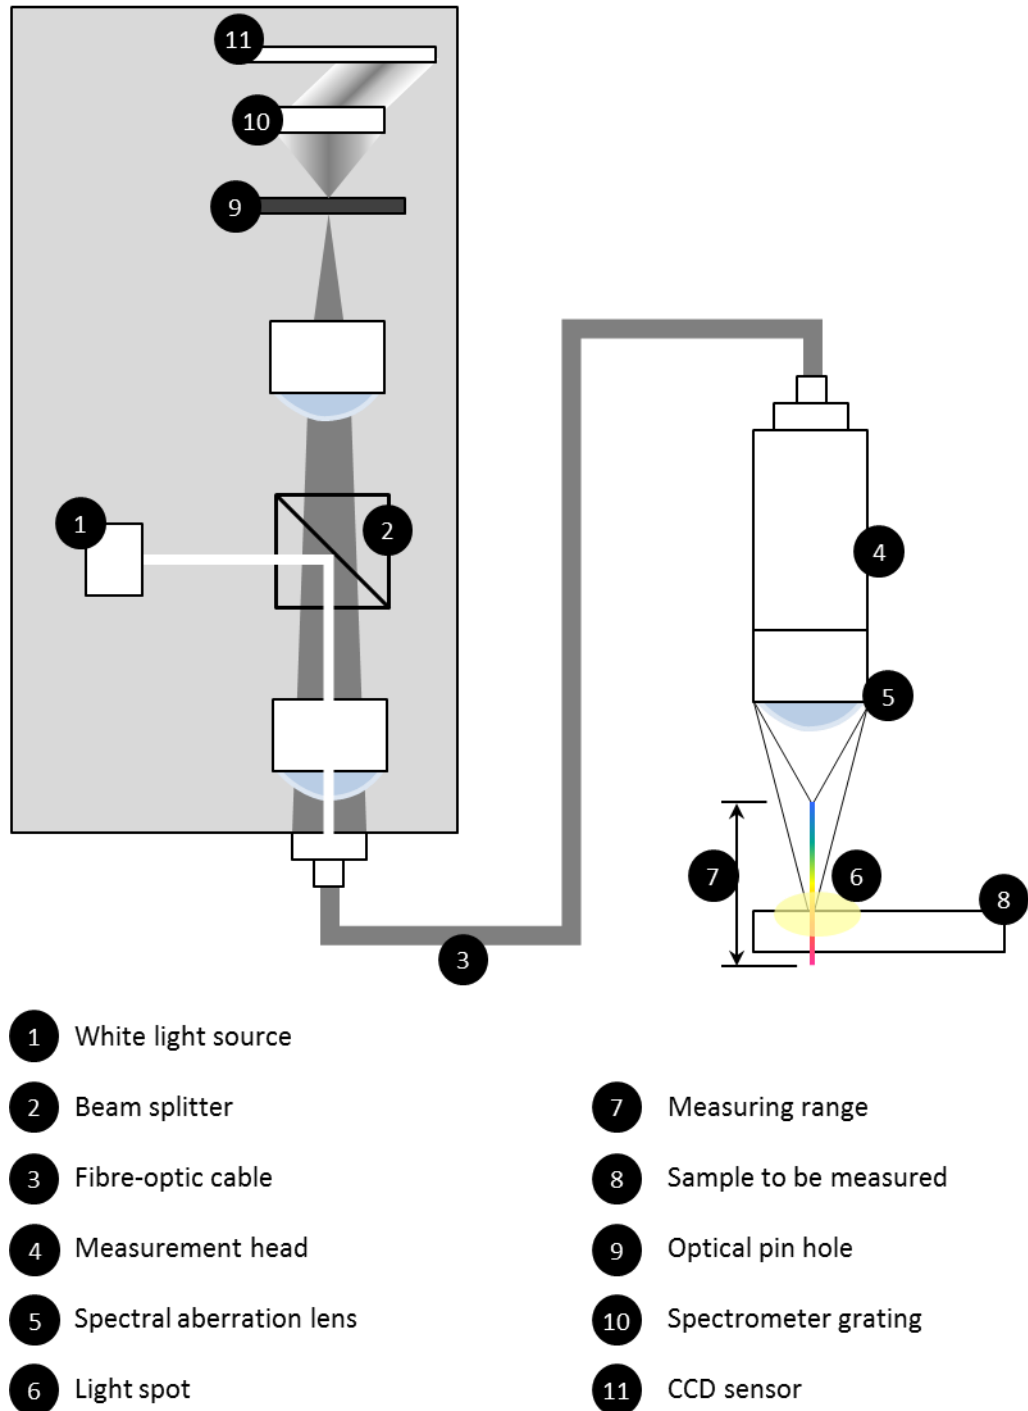 11
10
9
1
2
4
5
7
6
8
3
1 White light source
2 Beam splitter
3 Fibre-optic cable
4 Measurement head
5 Spectral aberration lens
6 Light spot
7 Measuring range
8 Sample to be measured
9 Optical pin hole
10 Spectrometer grating
11 CCD sensor